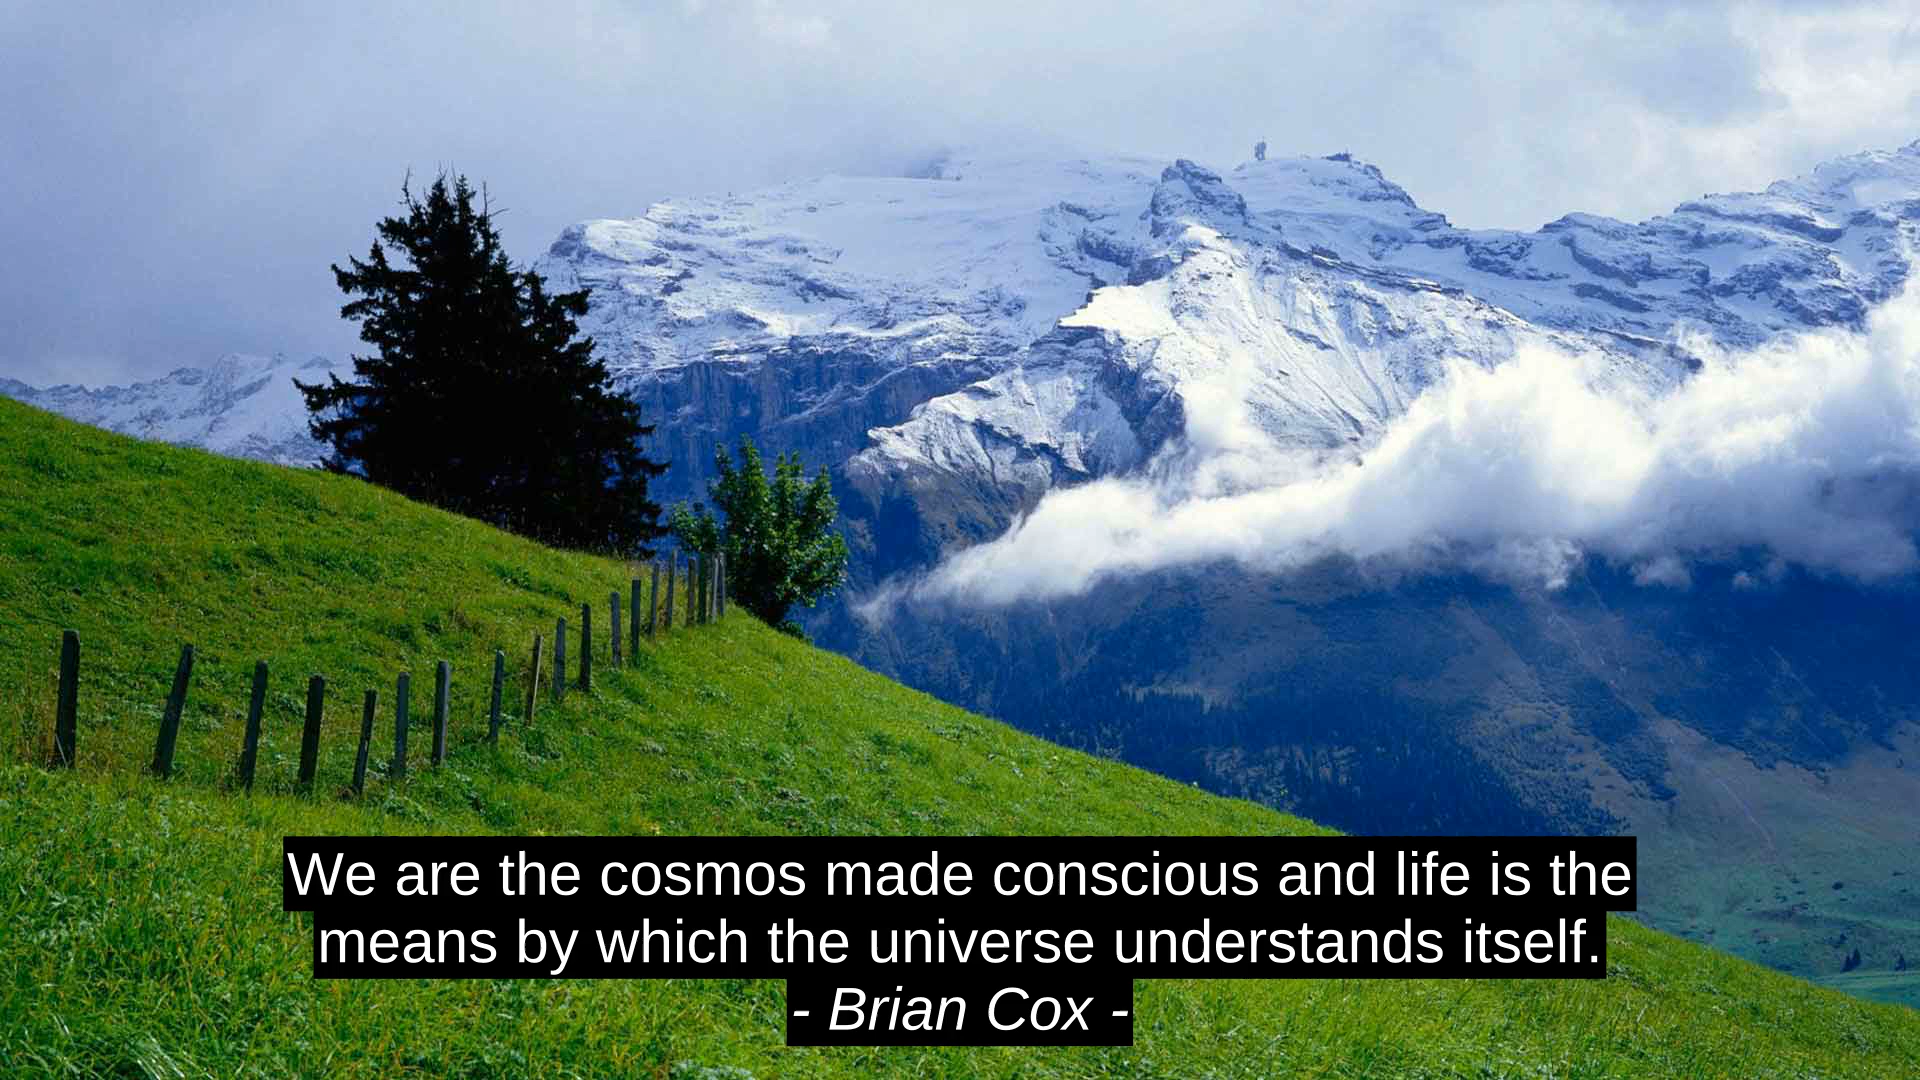 We are the cosmos made conscious and life is the
means by which the universe understands itself.
- Brian Cox -